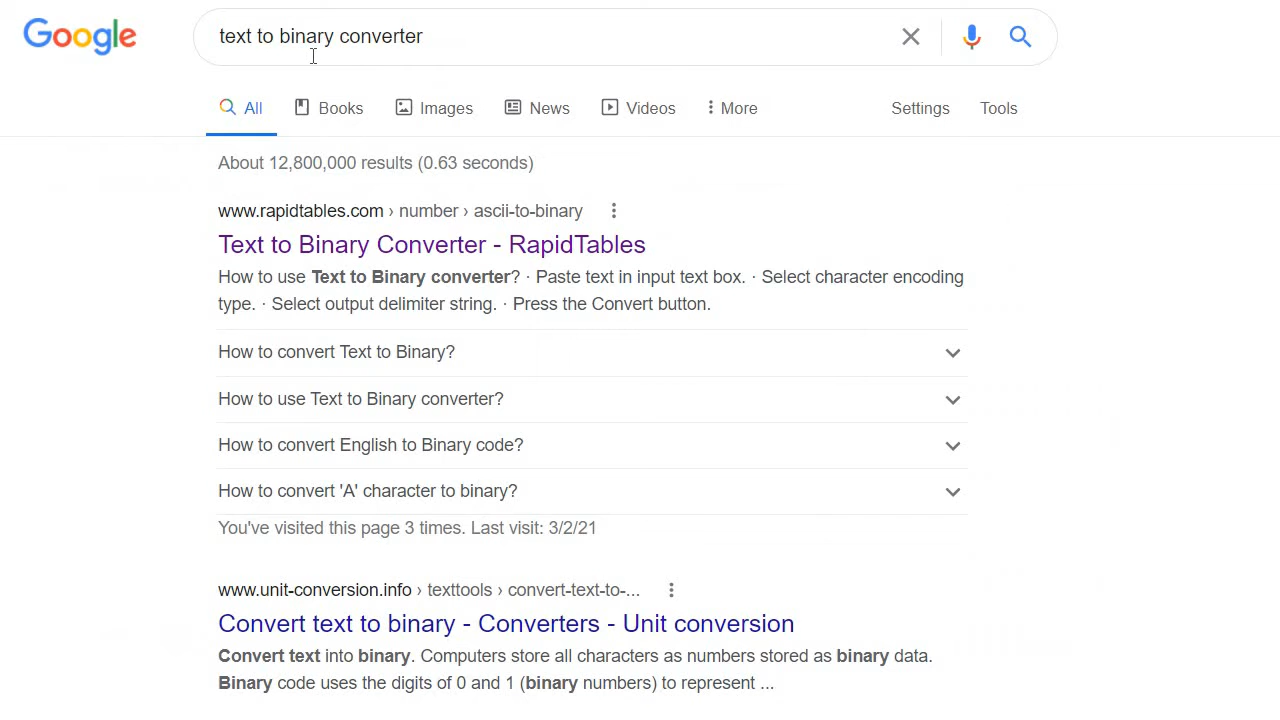 Google
text to binary converter
All Books Images News Videos More Settings Tools
About 12,800,000 results (0.63 seconds)
www.rapidtables.com › number › ascii-to-binary
Text to Binary Converter - RapidTables
How to use Text to Binary converter? · Paste text in input text box. · Select character encoding
type. · Select output delimiter string. · Press the Convert button.
How to convert Text to Binary?
How to use Text to Binary converter?
How to convert English to Binary code?
How to convert 'A' character to binary?
You've visited this page 3 times. Last visit: 3/2/21
www.unit-conversion.info › texttools › convert-text-to-...
Convert text to binary - Converters - Unit conversion
Convert text into binary. Computers store all characters as numbers stored as binary data.
Binary code uses the digits of 0 and 1 (binary numbers) to represent ...